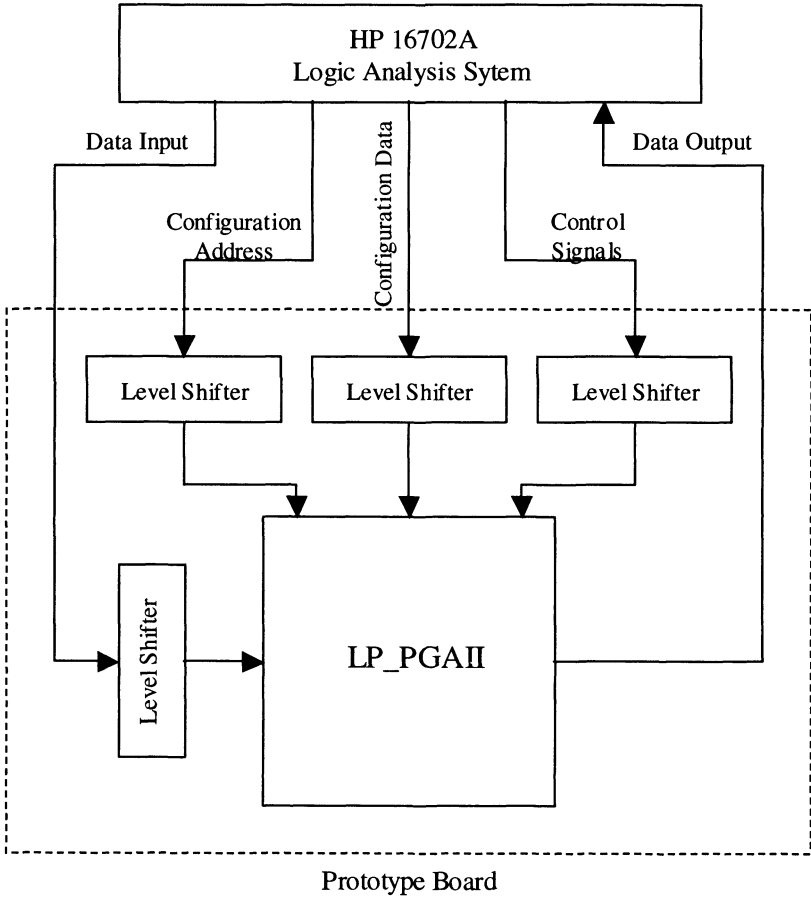 HP 16702A
Logic Analysis Sytem
Data Input
Data Output
Configuration Data
Configuration
Address
Control
Signals
Level Shifter
Level Shifter
Level Shifter
Level Shifter
LP_PGAII
Prototype Board